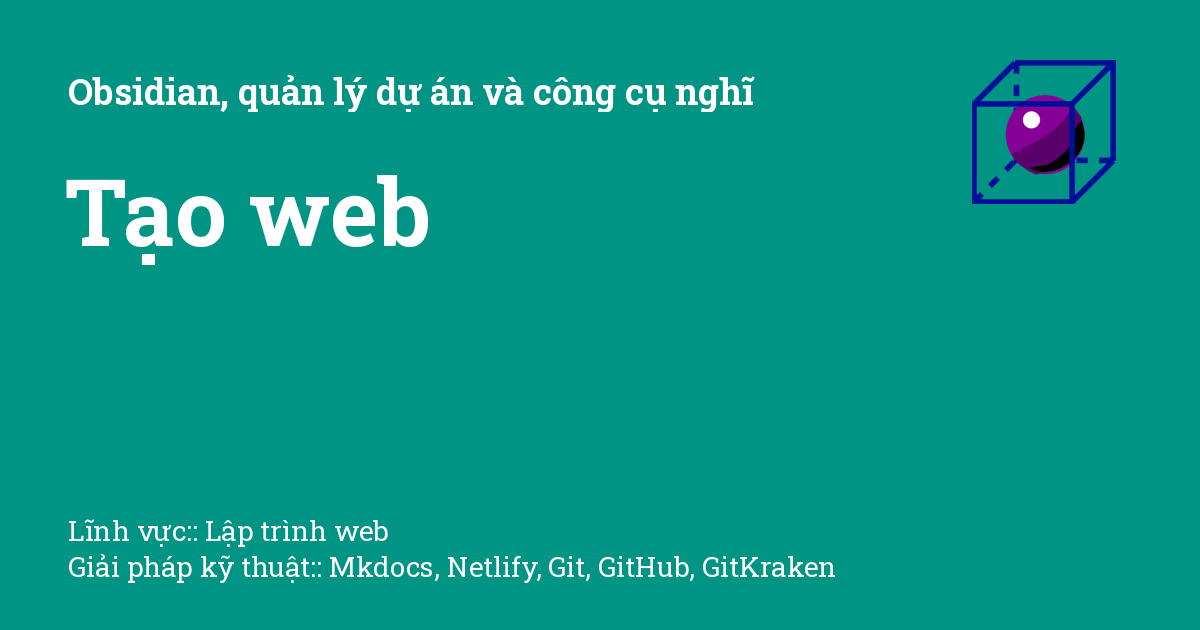 Obsidian, quản lý dự án và công cụ nghĩ
Tạo web
Lĩnh vực:: Lập trình web
Giải pháp kỹ thuật:: Mkdocs, Netlify, Git, GitHub, GitKraken